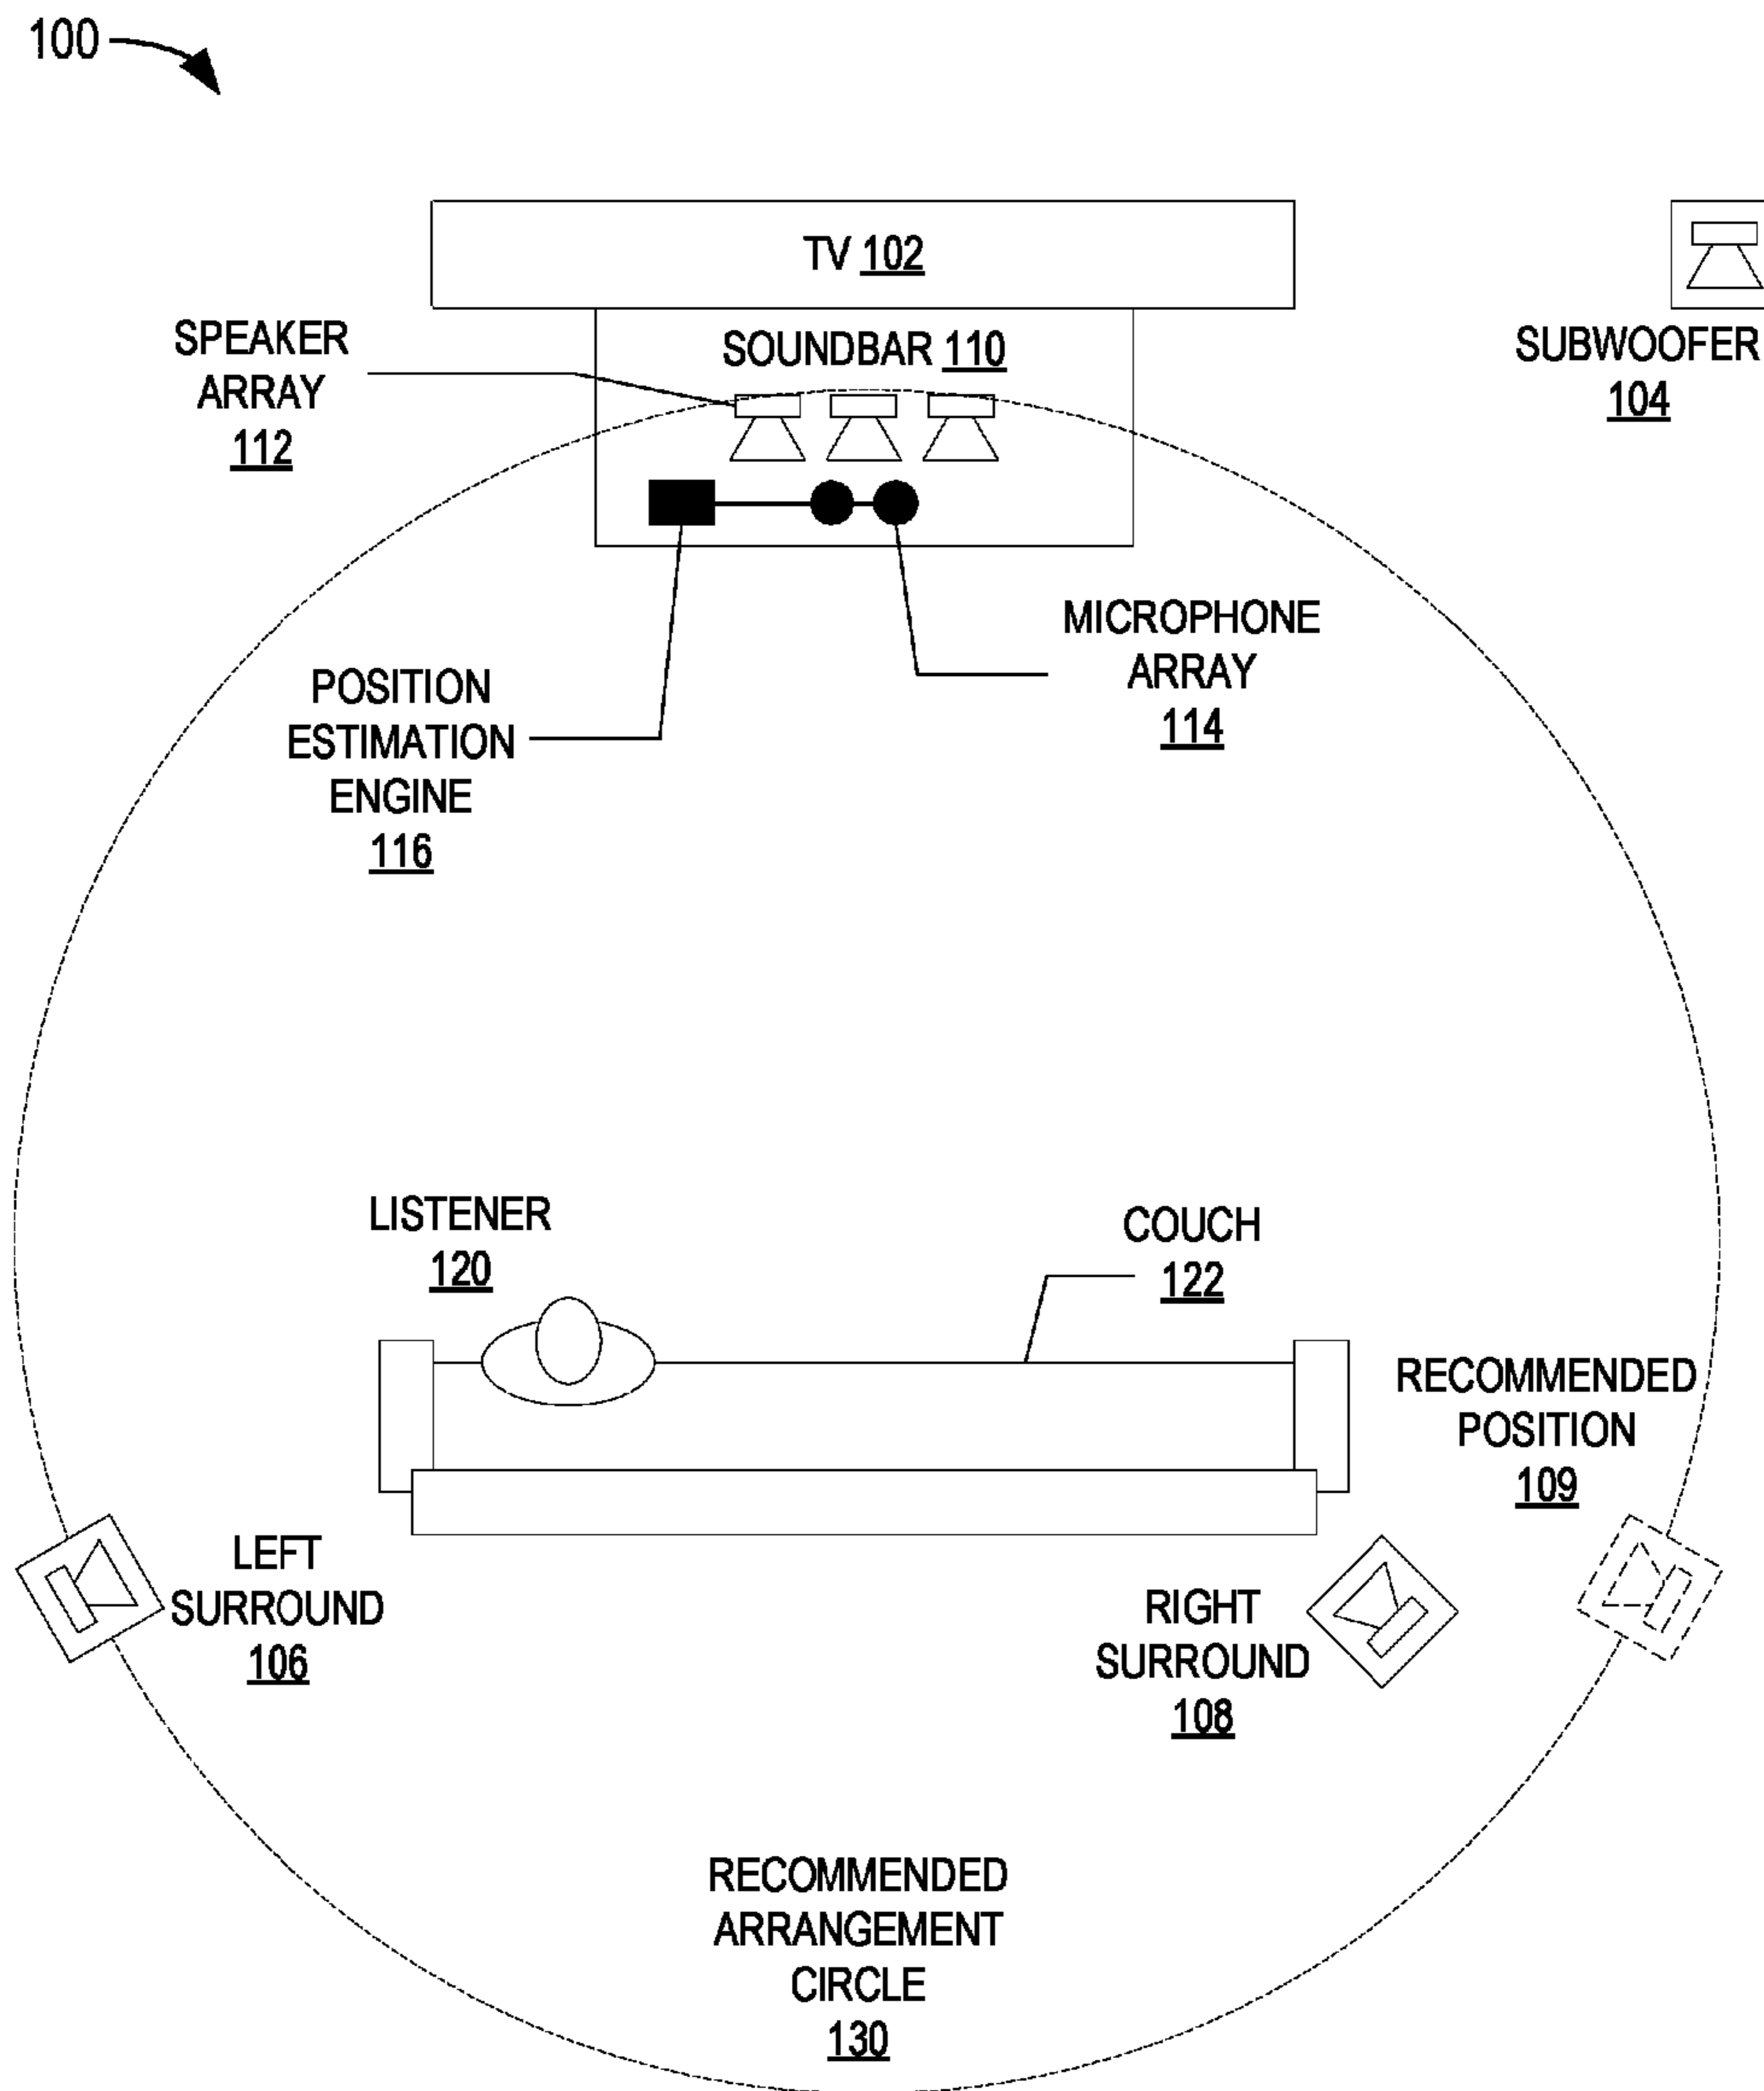 100
TV 102
SPEAKER
ARRAY
112
SOUNDBAR 110
SUBWOOFER
104
MICROPHONE
ARRAY
114
POSITION
ESTIMATION
ENGINE
116
LISTENER
120
COUCH
122
RECOMMENDED
POSITION
109
LEFT
SURROUND
106
RIGHT
SURROUND
108
RECOMMENDED
ARRANGEMENT
CIRCLE
130